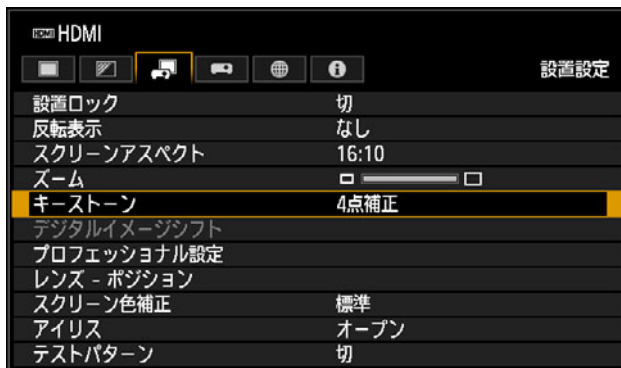 HDMI HDMI
設置設定
設置ロック 切
反転表示 なし
スクリーンアスペクト 16:10
ズーム
キーストーン 4点補正
デジタルイメージシフト
プロフェッショナル設定
レンズ - ポジション
スクリーン色補正 標準
アイリス オープン
テストパターン 切